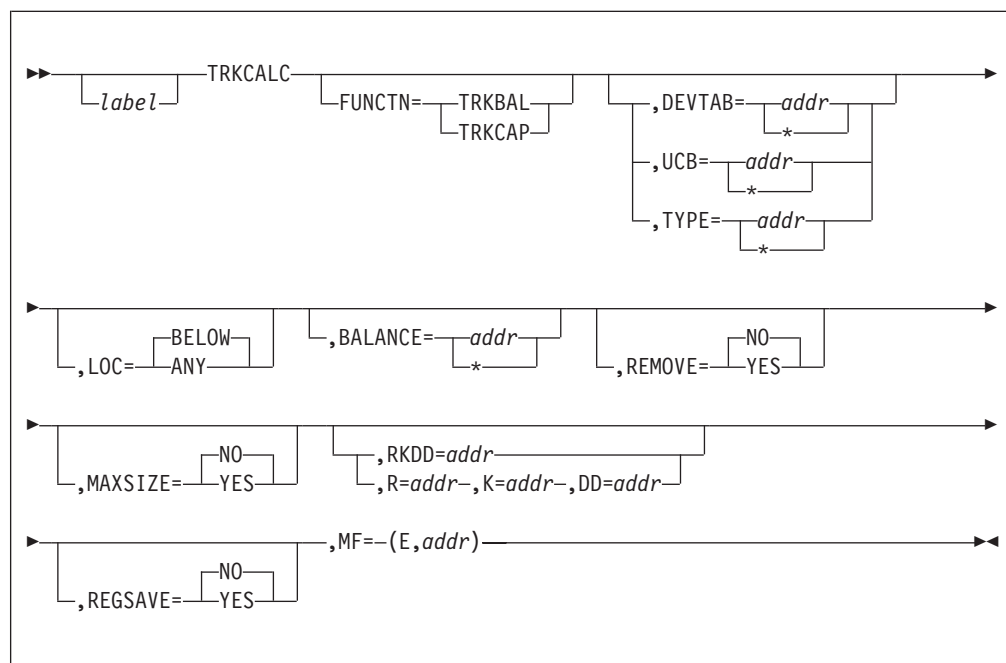 label TRKCALC FUNCTN= TRKBAL ,DEVTAB= addr
TRKCAP *
,UCB= addr
*
,TYPE= addr
*
,LOC= BELOW ,BALANCE= addr ,REMOVE= NO
ANY * YES
,MAXSIZE= NO ,RKDD=addr
YES ,R=addr ,K=addr ,DD=addr
,REGSAVE= NO ,MF= (E,addr)
YES